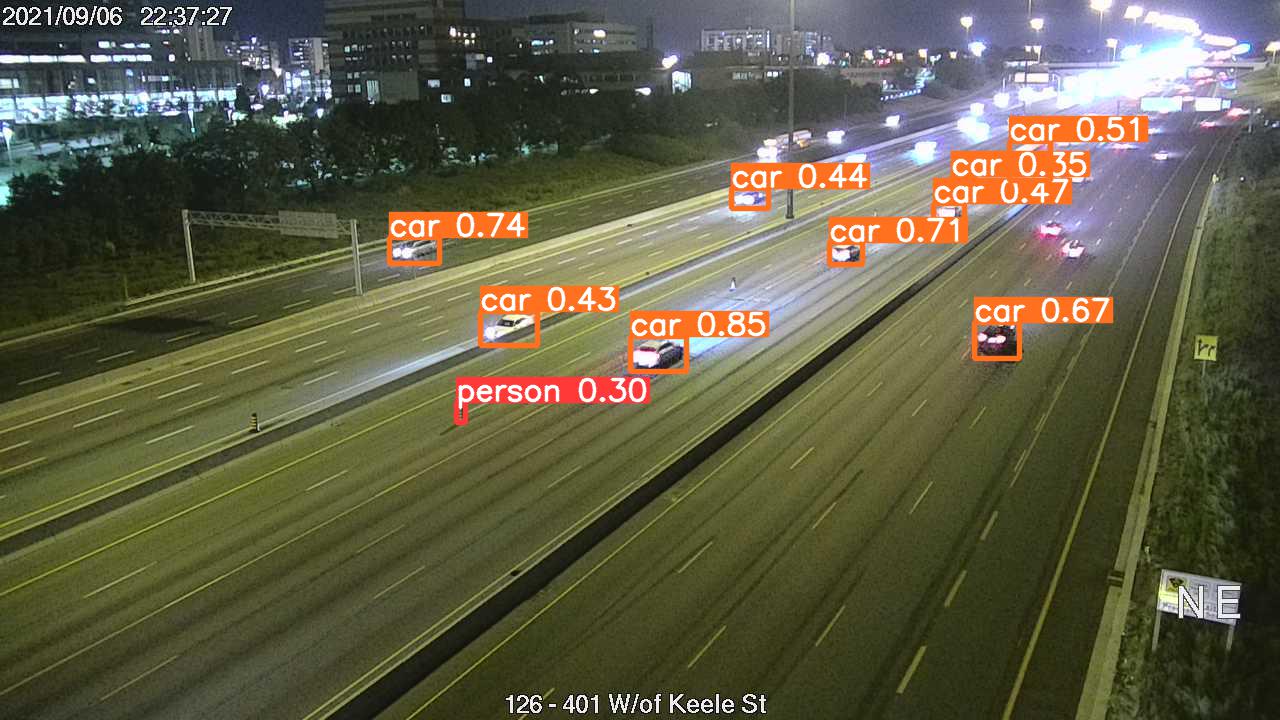 2021/09/06 22:37:27
car 0.51
car 0.35
car 0.44
car 0.47
car 0.74
car 0.71
car 0.43
car 0.67
car 0.85
person 0.30
NE
126 - 401 W/of Keele St